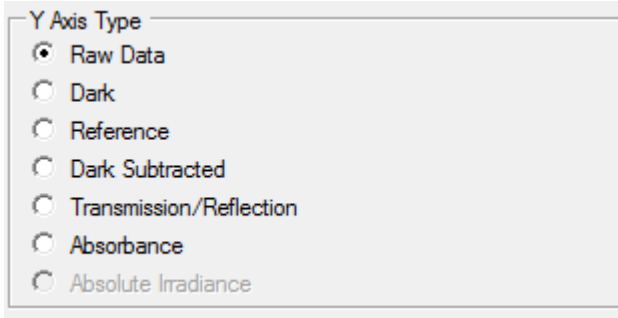 Y Axis Type
Raw Data
Dark
Reference
Dark Subtracted
Transmission/Reflection
Absorbance
Absolute Irradiance